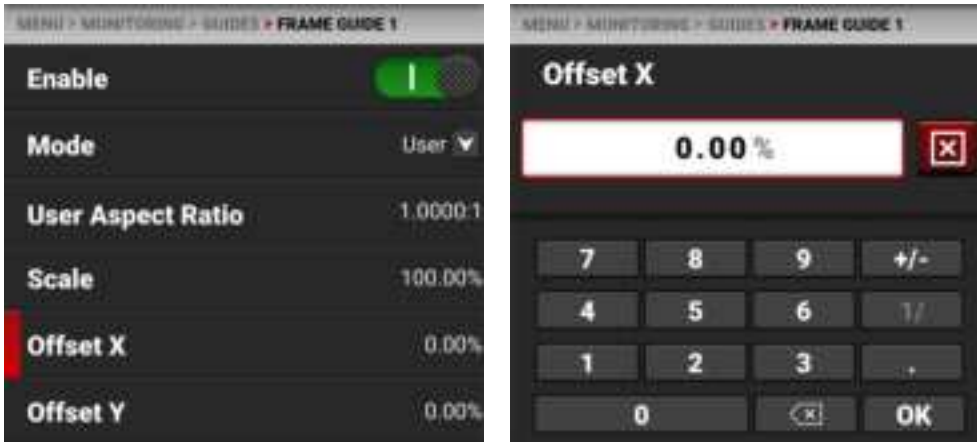 MENU > MONITORING > GUIDES > FRAME GUIDE 1
Enable
Mode User
User Aspect Ratio 1.0000:1
Scale 100.00%
Offset X 0.00%
Offset Y 0.00%
MENU > MONITORING > GUIDES > FRAME GUIDE 1
Offset X
0.00%
7 8 9 +/-
4 5 6 1/
1 2 3 .
0 OK